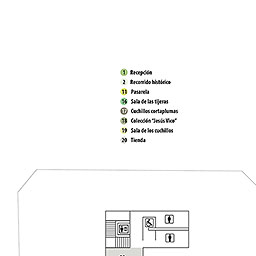 1 Recepción
2 Recorrido histórico
15 Pasarela
16 Sala de las tijeras
17 Cuchillos cortaplumas
18 Colección "Jesús Vico"
19 Sala de los cuchillos
20 Tienda